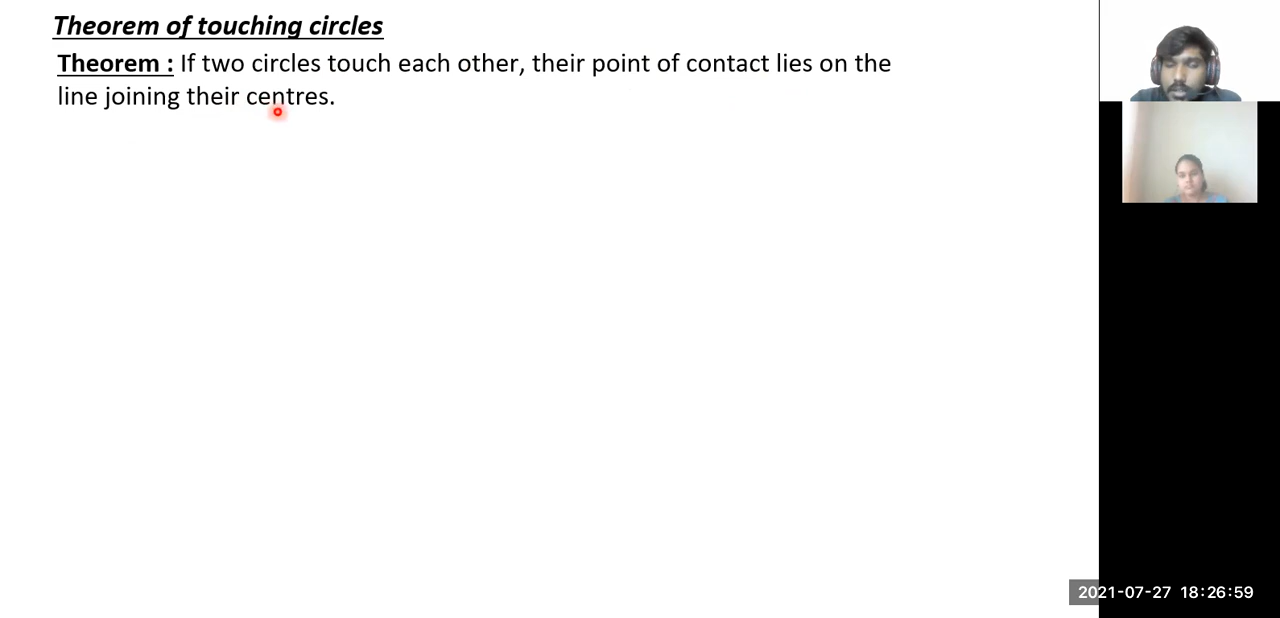 Theorem of touching circles
Theorem : If two circles touch each other, their point of contact lies on the
line joining their centres.
2021-07-27 18:26:59